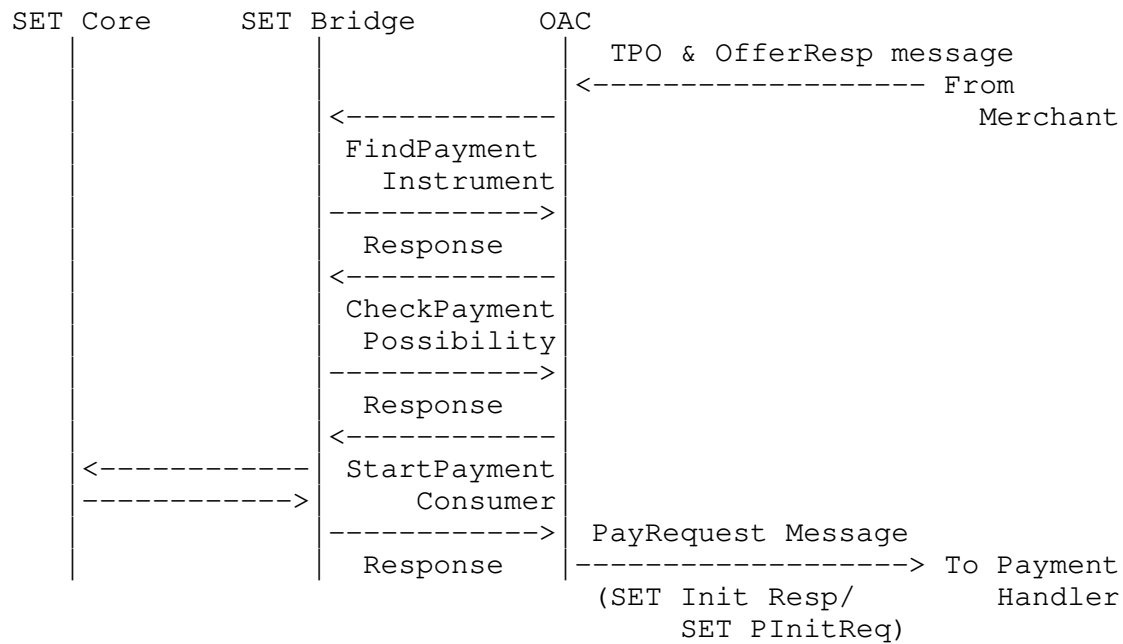 SET Core SET Bridge OAC
TPO & OfferResp message
<------------------- From
<------------ Merchant
FindPayment
Instrument
------------>
Response
<------------
CheckPayment
Possibility
------------>
Response
<------------
<------------ StartPayment
------------> Consumer
------------> PayRequest Message
Response -------------------> To Payment
(SET Init Resp/ Handler
SET PInitReq)